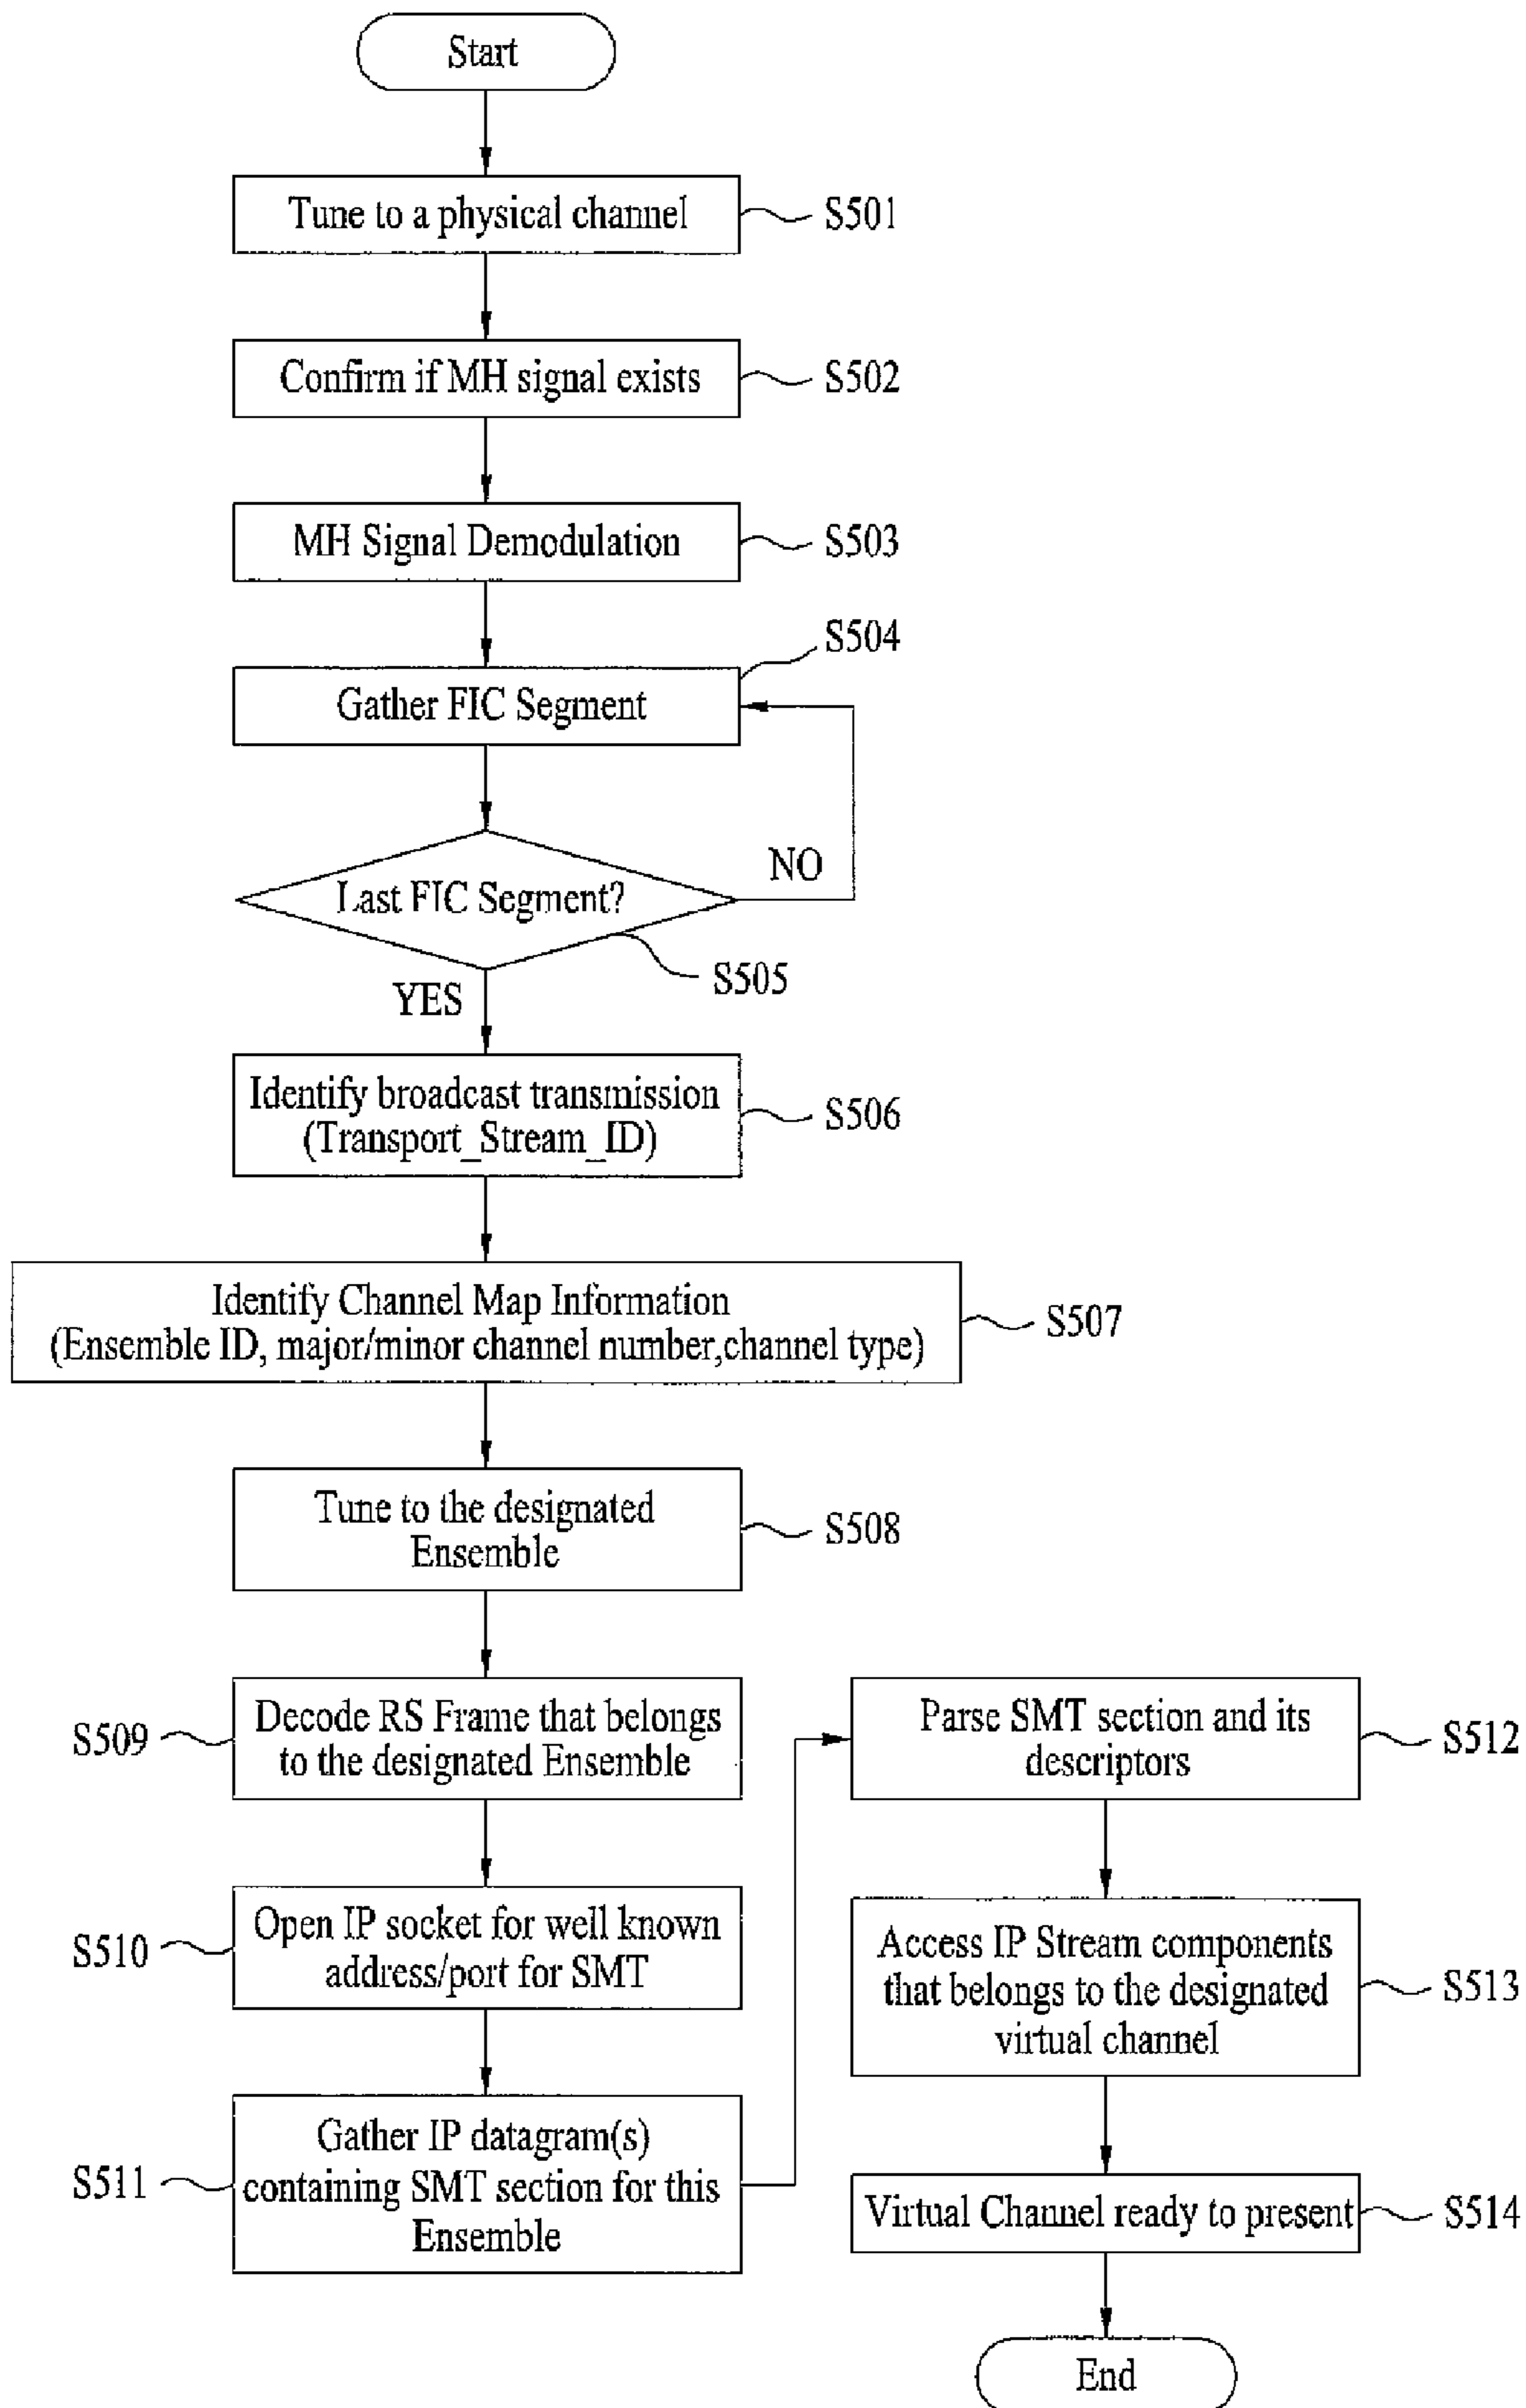 Start
Tune to a physical channel
S501
Confirm if MH signal exists
S502
MH Signal Demodulation
S503
S504
Gather FIC Segment
NO
Last FIC Segment?
S505
YES
Identify broadcast transmission
(Transport_Stream_ID)
S506
Identify Channel Map Information
(Ensemble ID, major/minor channel number,channel type)
S507
Tune to the designated
Ensemble
S508
S509
Decode RS Frame that belongs
to the designated Ensemble
S510
Open IP socket for well known
address/port for SMT
S511
Gather IP datagram(s)
containing SMT section for this
Ensemble
Parse SMT section and its
descriptors
S512
Access IP Stream components
that belongs to the designated
virtual channel
S513
Virtual Channel ready to present
S514
End